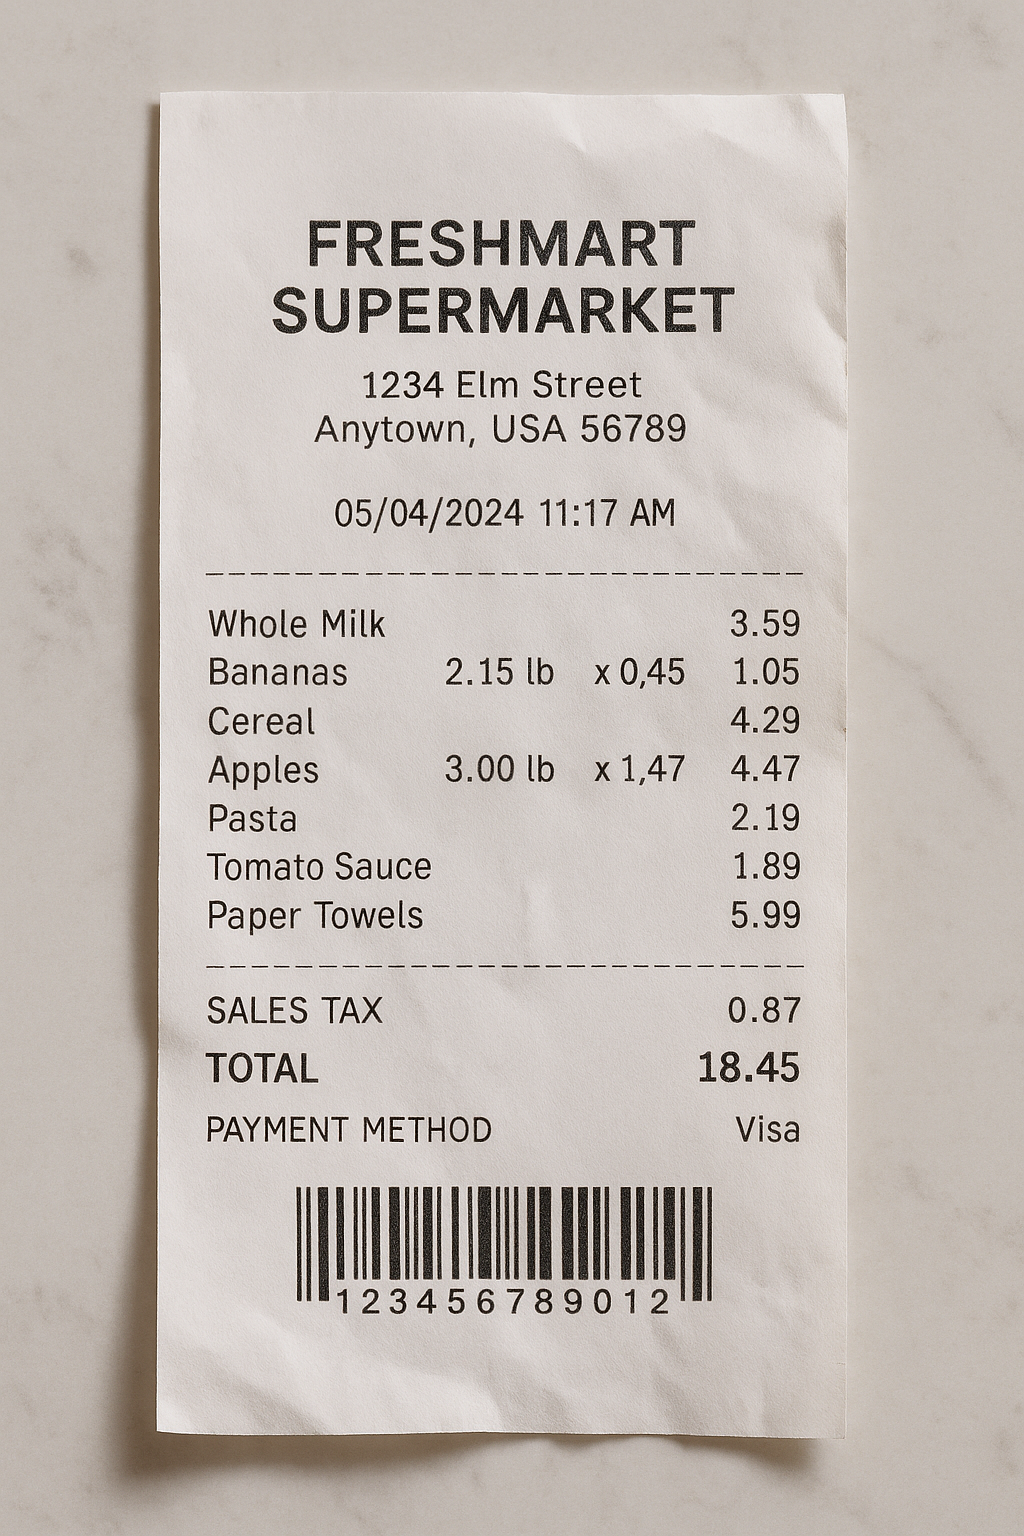 FRESHMART
SUPERMARKET
1234 Elm Street
Anytown, USA 56789
05/04/2024 11:17 AM
Whole Milk 3.59
Bananas 2.15 lb x 0,45 1.05
Cereal 4.29
Apples 3.00 lb x 1,47 4.47
Pasta 2.19
Tomato Sauce 1.89
Paper Towels 5.99
SALES TAX 0.87
TOTAL 18.45
PAYMENT METHOD Visa
123456789012